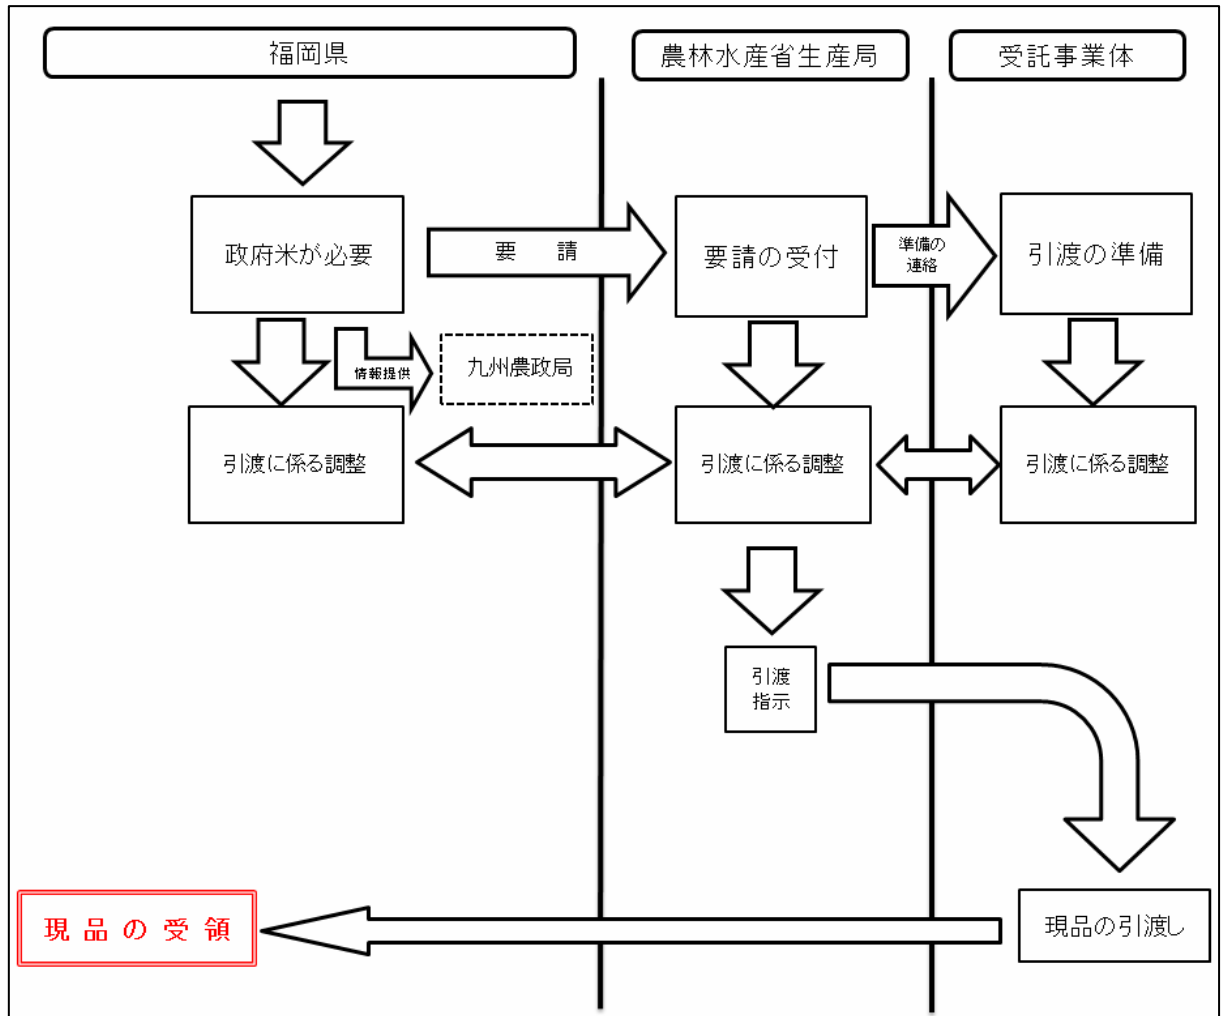 福岡県
農林水産省生産局
受託事業体
政府米が必要
要 請
要請の受付
準備の
連絡
引渡の準備
情報提供
九州農政局
引渡に係る調整
引渡に係る調整
引渡に係る調整
引渡
指示
現品の受領
現品の引渡し